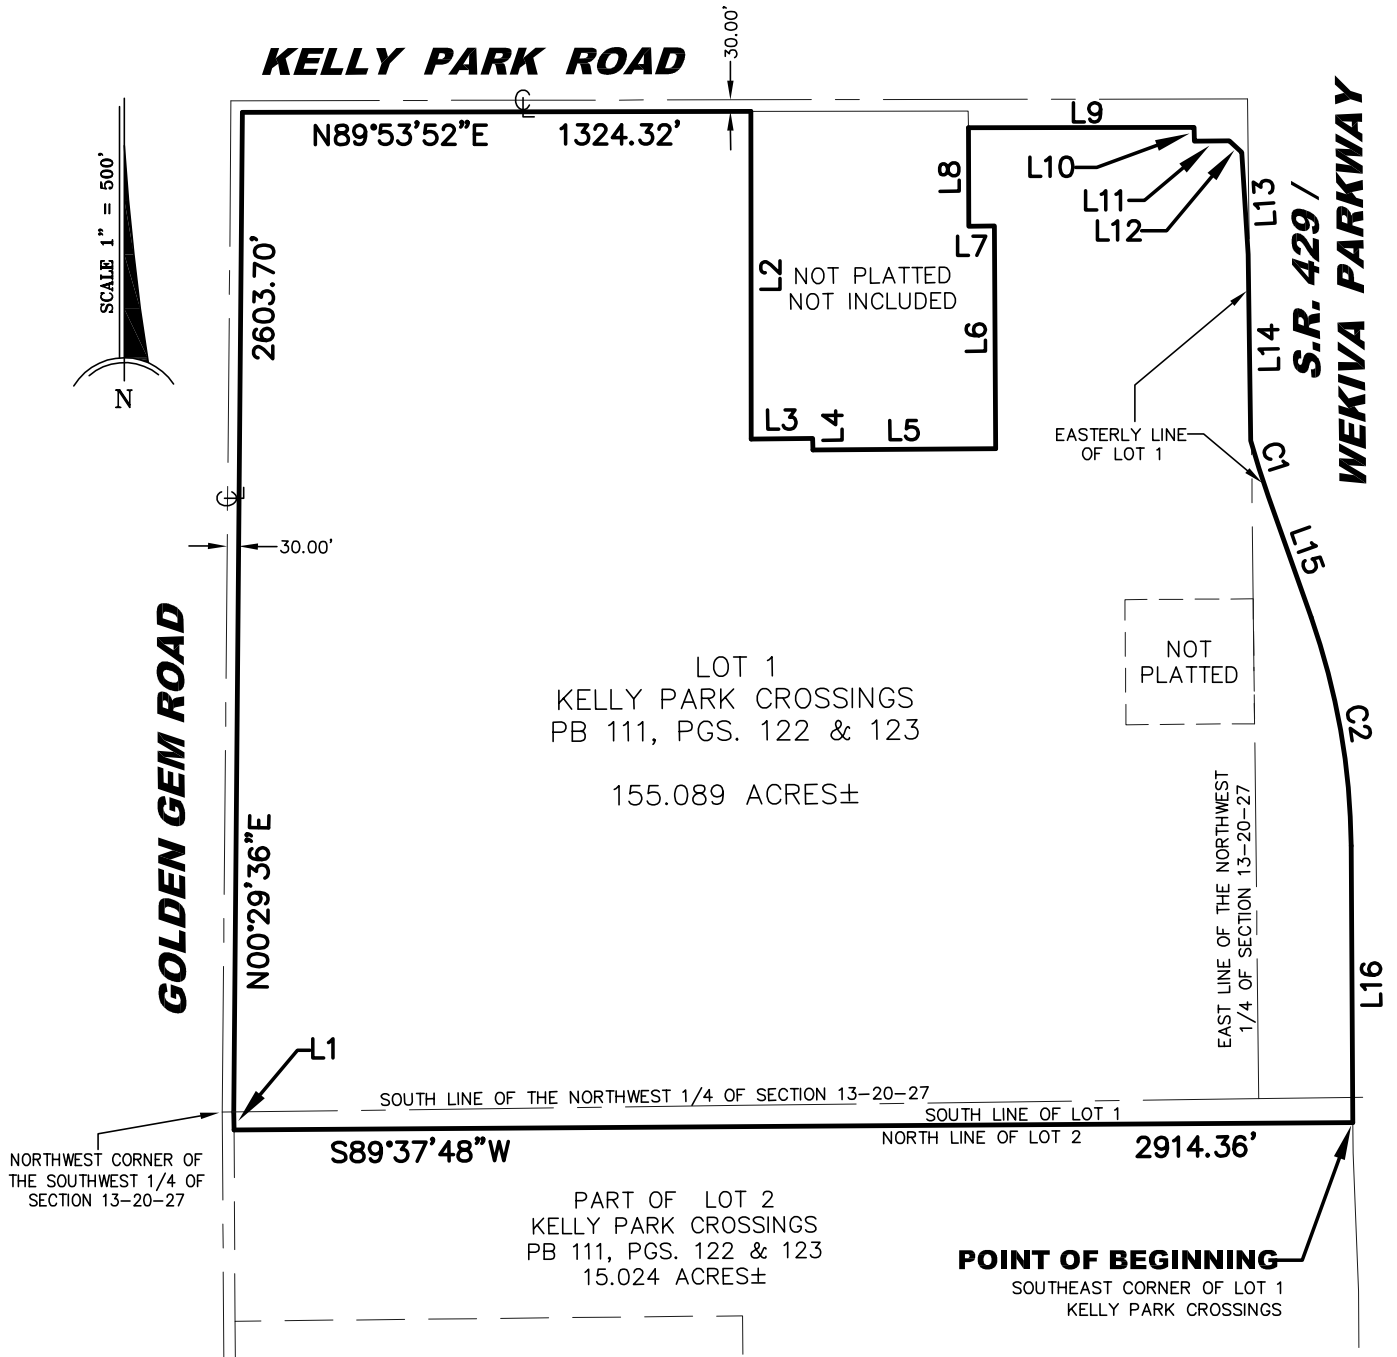 KELLY PARK ROAD
30.00'
℄
N89°53'52"E 1324.32'
L9
L10
L11
L12
L8
L7
L13
S.R. 429 /
WEKIVA PARKWAY
SCALE 1" = 500'
N
2603.70'
L2
NOT PLATTED
NOT INCLUDED
L6
L14
L3
L4
L5
EASTERLY LINE
OF LOT 1
C1
℄
30.00'
L15
GOLDEN GEM ROAD
LOT 1
KELLY PARK CROSSINGS
PB 111, PGS. 122 & 123
155.089 ACRES±
NOT
PLATTED
C2
EAST LINE OF THE NORTHWEST
1/4 OF SECTION 13-20-27
N00°29'36"E
L16
L1
SOUTH LINE OF THE NORTHWEST 1/4 OF SECTION 13-20-27
SOUTH LINE OF LOT 1
NORTH LINE OF LOT 2
S89°37'48"W
2914.36'
NORTHWEST CORNER OF
THE SOUTHWEST 1/4 OF
SECTION 13-20-27
PART OF LOT 2
KELLY PARK CROSSINGS
PB 111, PGS. 122 & 123
15.024 ACRES±
POINT OF BEGINNING
SOUTHEAST CORNER OF LOT 1
KELLY PARK CROSSINGS